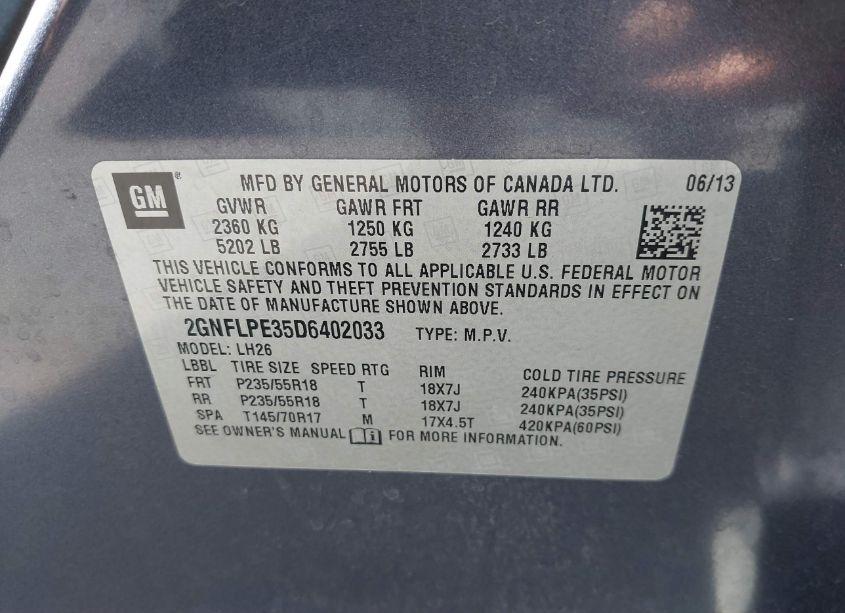 GM ® MFD BY GENERAL MOTORS OF CANADA LTD. 06/13
GVWR GAWR FRT GAWR RR
2360 KG 1250 KG 1240 KG
5202 LB 2755 LB 2733 LB
THIS VEHICLE CONFORMS TO ALL APPLICABLE U.S. FEDERAL MOTOR
VEHICLE SAFETY AND THEFT PREVENTION STANDARDS IN EFFECT ON
THE DATE OF MANUFACTURE SHOWN ABOVE.
2GNFLPE35D6402033 TYPE: M.P.V.
MODEL: LH26
LBBL TIRE SIZE SPEED RTG RIM COLD TIRE PRESSURE
FRT P235/55R18 T 18X7J 240KPA(35PSI)
RR P235/55R18 T 18X7J 240KPA(35PSI)
SPA T145/70R17 M 17X4.5T 420KPA(60PSI)
SEE OWNER'S MANUAL FOR MORE INFORMATION.